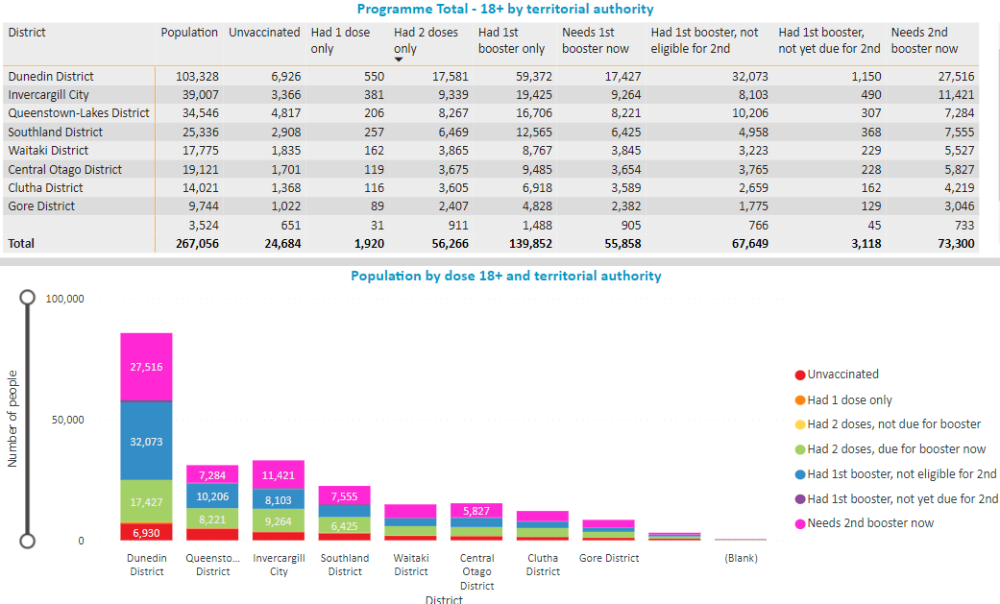 Programme Total - 18+ by territorial authority
District Population Unvaccinated Had 1 dose only Had 2 doses only Had 1st booster only Needs 1st booster now Had 1st booster, not eligible for 2nd Had 1st booster, not yet due for 2nd Needs 2nd booster now
Dunedin District 103,328 6,926 550 17,581 59,372 17,427 32,073 1,150 27,516
Invercargill City 39,007 3,366 381 9,339 19,425 9,264 8,103 490 11,421
Queenstown-Lakes District 34,546 4,817 206 8,267 16,706 8,221 10,206 307 7,284
Southland District 25,336 2,908 257 6,469 12,565 6,425 4,958 368 7,555
Waitaki District 17,775 1,835 162 3,865 8,767 3,845 3,223 229 5,527
Central Otago District 19,121 1,701 119 3,675 9,485 3,654 3,765 228 5,827
Clutha District 14,021 1,368 116 3,605 6,918 3,589 2,659 162 4,219
Gore District 9,744 1,022 89 2,407 4,828 2,382 1,775 129 3,046
3,524 651 31 911 1,488 905 766 45 733
Total 267,056 24,684 1,920 56,266 139,852 55,858 67,649 3,118 73,300
Population by dose 18+ and territorial authority
Number of people
100,000
50,000
0
27,516
32,073
17,427
6,930
7,284
10,206
8,221
11,421
8,103
9,264
7,555
6,425
5,827
Dunedin District
Queensto... District
Invercargill City
Southland District
Waitaki District
Central Otago District
Clutha District
Gore District
(Blank)
District
Unvaccinated
Had 1 dose only
Had 2 doses, not due for booster
Had 2 doses, due for booster now
Had 1st booster, not eligible for 2nd
Had 1st booster, not yet due for 2nd
Needs 2nd booster now